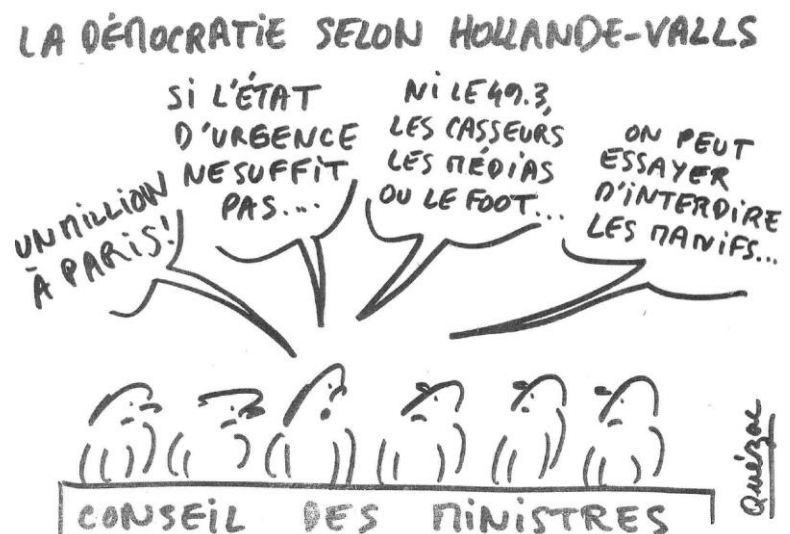 LA DÉMOCRATIE SELON HOLLANDE-VALLS
UN MILLION
À PARIS!
SI L'ÉTAT
D'URGENCE
NE SUFFIT
PAS....
NI LE 49.3,
LES CASSEURS
LES MÉDIAS
OU LE FOOT...
ON PEUT
ESSAYER
D'INTERDIRE
LES MANIFS...
CONSEIL DES MINISTRES
Quézac